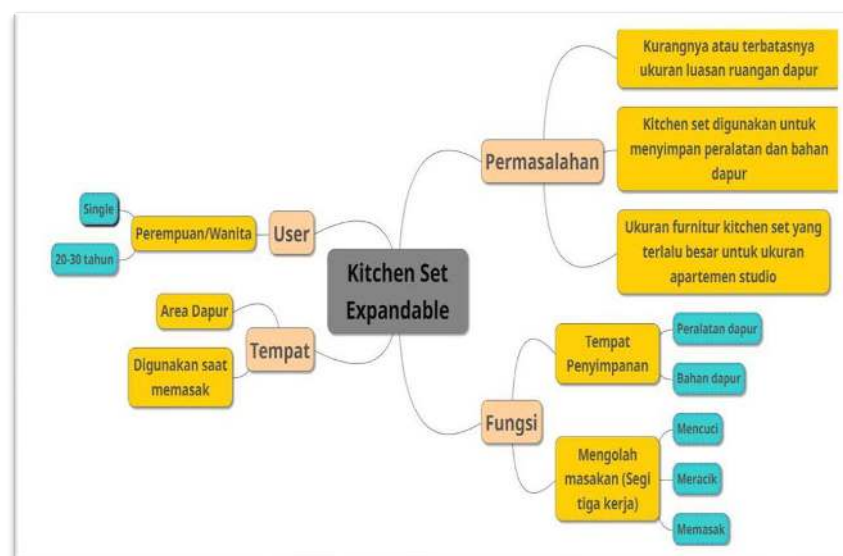 Kitchen Set
Expandable
Permasalahan
Kurangnya atau terbatasnya
ukuran luasan ruangan dapur
Kitchen set digunakan untuk
menyimpan peralatan dan bahan
dapur
Ukuran furnitur kitchen set yang
terlalu besar untuk ukuran
apartemen studio
User
Perempuan/Wanita
Single
20-30 tahun
Tempat
Area Dapur
Digunakan saat
memasak
Fungsi
Tempat
Penyimpanan
Peralatan dapur
Bahan dapur
Mengolah
masakan (Segi
tiga kerja)
Mencuci
Meracik
Memasak